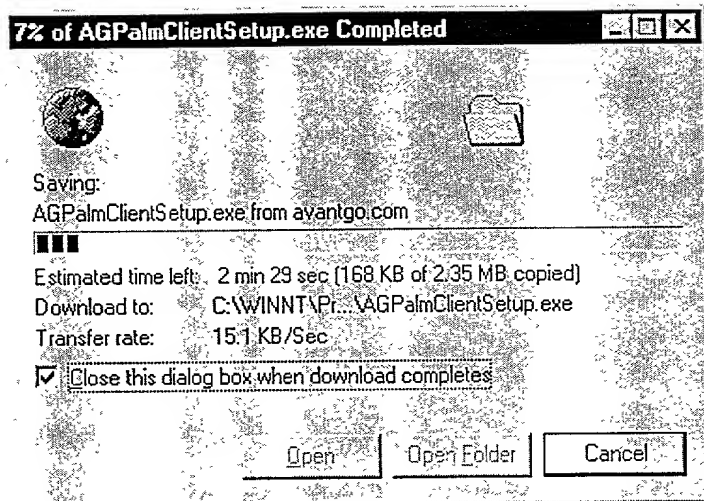 7% of AGPalmClientSetup.exe Completed
Saving:
AGPalmClientSetup.exe from avantgo.com
Estimated time left: 2 min 29 sec (168 KB of 2.35 MB copied)
Download to: C:\WINNT\Pr...\AGPalmClientSetup.exe
Transfer rate: 15.1 KB/Sec
Close this dialog box when download completes
Open Open Folder Cancel